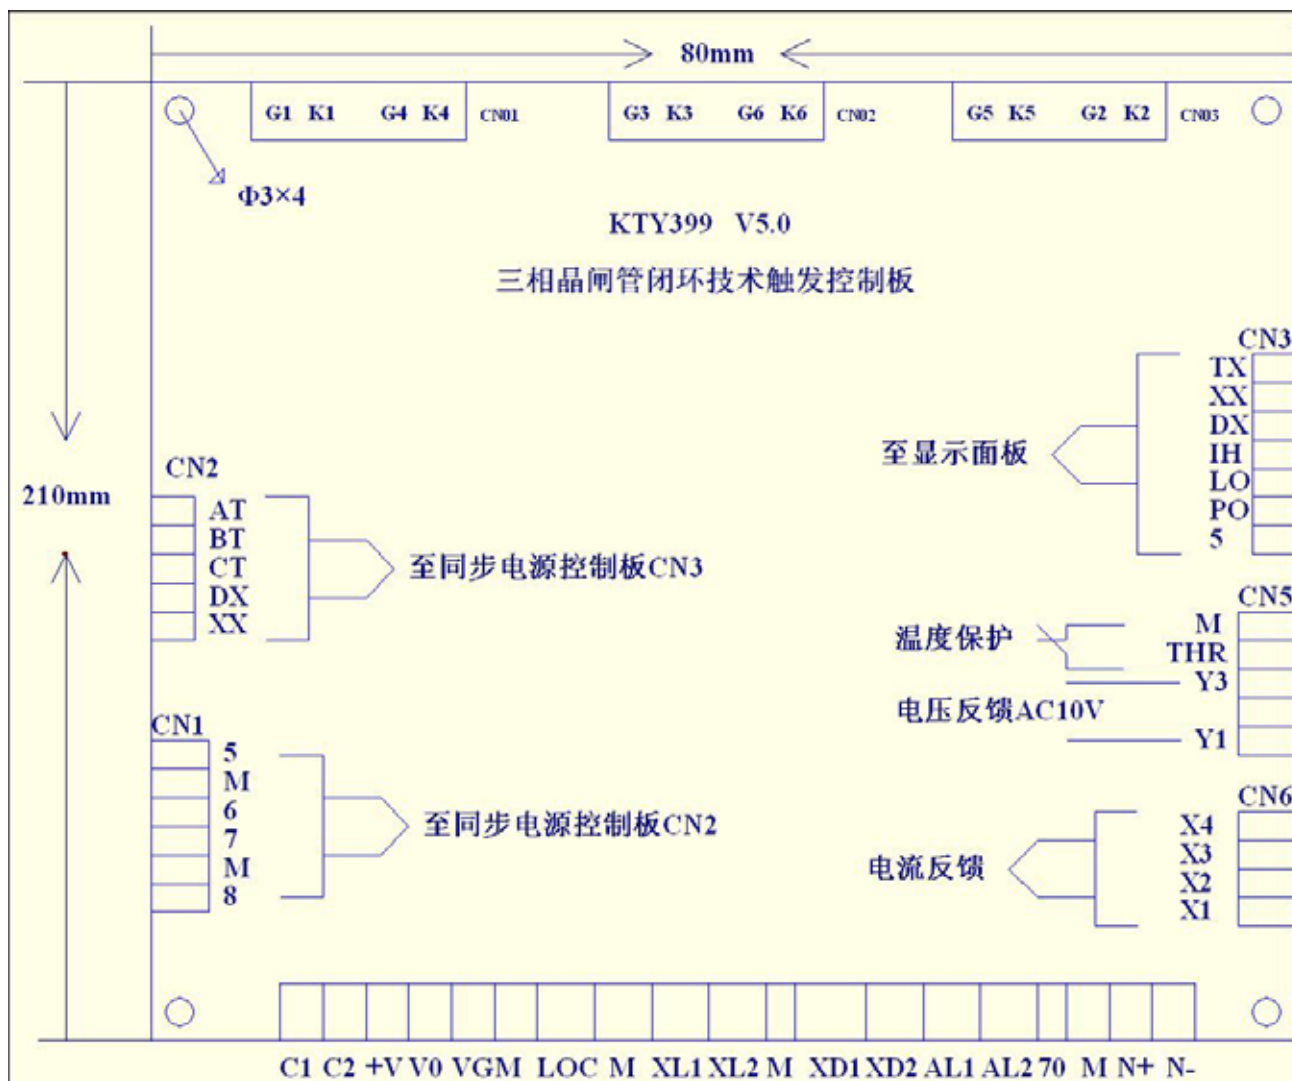 80mm
G1 K1 G4 K4 CN01 G3 K3 G6 K6 CN02 G5 K5 G2 K2 CN03
Φ3×4
KTY399 V5.0
三相晶闸管闭环技术触发控制板
CN3
TX
XX
DX
IH
LO
PO
5
至显示面板
210mm
CN2
AT
BT
CT
DX
XX
至同步电源控制板CN3
CN5
M
THR
Y3
Y1
温度保护
电压反馈AC10V
CN1
5
M
6
7
M
8
至同步电源控制板CN2
CN6
X4
X3
X2
X1
电流反馈
C1 C2 +V V0 VGM LOC M XL1 XL2 M XD1 XD2 AL1 AL2 70 M N+ N-